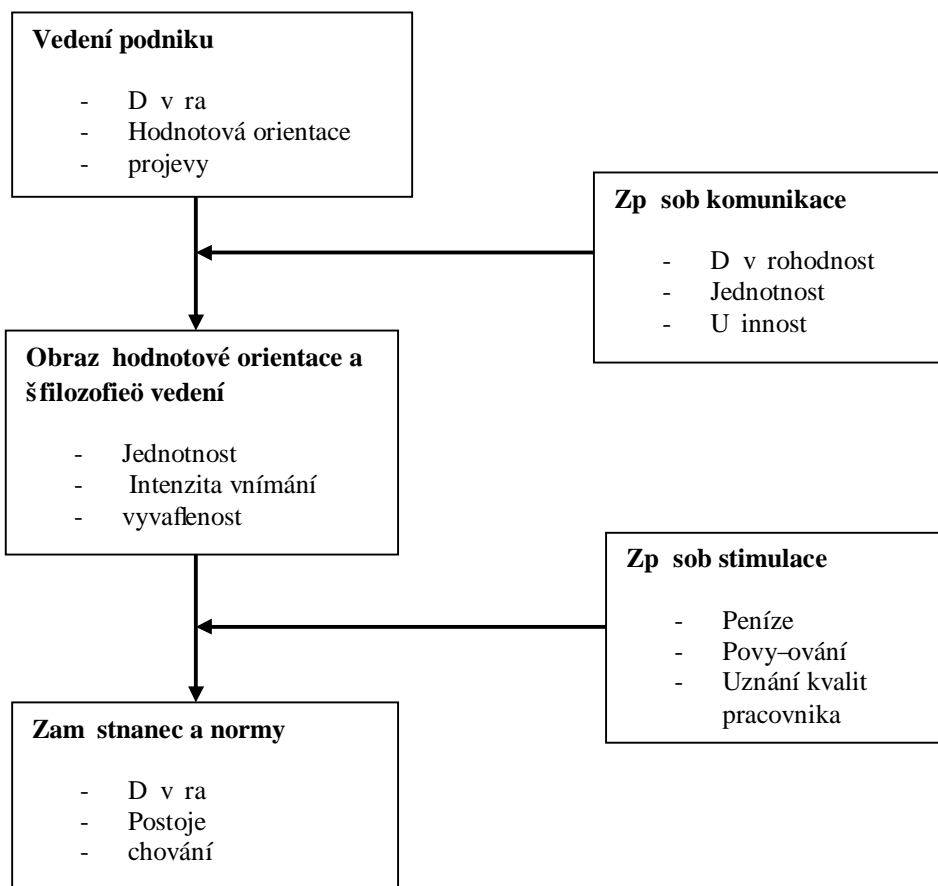 Vedení podniku
- D v ra
- Hodnotová orientace
- projevy
Zp sob komunikace
- D v rohodnost
- Jednotnost
- U innost
Obraz hodnotové orientace a
šfilozofieö vedení
- Jednotnost
- Intenzita vnímání
- vyvaflenost
Zp sob stimulace
- Peníze
- Povy–ování
- Uznání kvalit
pracovnika
Zam stnanec a normy
- D v ra
- Postoje
- chování